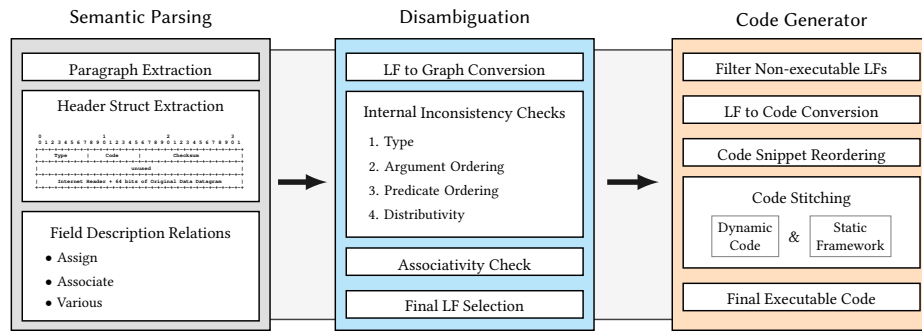 Semantic Parsing
Paragraph Extraction
Header Struct Extraction
0 1 2 3
0 1 2 3 4 5 6 7 8 9 0 1 2 3 4 5 6 7 8 9 0 1 2 3 4 5 6 7 8 9 0 1
+-+-+-+-+-+-+-+-+-+-+-+-+-+-+-+-+-+-+-+-+-+-+-+-+-+-+-+-+-+-+-+-+
| Type | Code | Checksum |
+-+-+-+-+-+-+-+-+-+-+-+-+-+-+-+-+-+-+-+-+-+-+-+-+-+-+-+-+-+-+-+-+
| unused |
+-+-+-+-+-+-+-+-+-+-+-+-+-+-+-+-+-+-+-+-+-+-+-+-+-+-+-+-+-+-+-+-+
| Internet Header + 64 bits of Original Data Datagram |
+-+-+-+-+-+-+-+-+-+-+-+-+-+-+-+-+-+-+-+-+-+-+-+-+-+-+-+-+-+-+-+-+
Field Description Relations
• Assign
• Associate
• Various
Disambiguation
LF to Graph Conversion
Internal Inconsistency Checks
1. Type
2. Argument Ordering
3. Predicate Ordering
4. Distributivity
Associativity Check
Final LF Selection
Code Generator
Filter Non-executable LFs
LF to Code Conversion
Code Snippet Reordering
Code Stitching
Dynamic
Code
&
Static
Framework
Final Executable Code